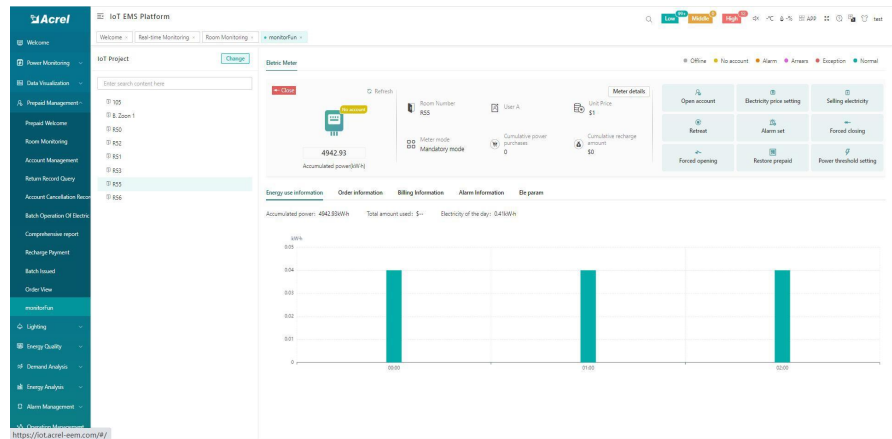 Acrel
IoT EMS Platform
Low 99+ Middle High
-°C -% APP test
Welcome
Welcome × Real-time Monitoring × Room Monitoring × monitorFun ×
Power Monitoring
Data Visualization
Prepaid Management
Prepaid Welcome
Room Monitoring
Account Management
Return Record Query
Account Cancellation Recor
Batch Operation Of Electric
Comprehensive report
Recharge Payment
Batch Issued
Order View
monitorFun
Lighting
Energy Quality
Demand Analysis
Energy Analysis
Alarm Management
Operation Management
https://iot.acrel-eem.com/#/
IoT Project
Change
Enter search content here
105
B. Zoon 1
R50
R52
R51
R53
R55
R56
Eletric Meter
Offline No account Alarm Arrears Exception Normal
Close
Refresh
Meter details
No account
4942.93
Accumulated power(kW·h)
Room Number
R55
User A
Unit Price
$1
Meter mode
Mandatory mode
Cumulative power
purchases
0
Cumulative recharge
amount
$0
Open account
Electricity price setting
Selling electricity
Retreat
Alarm set
Forced closing
Forced opening
Restore prepaid
Power threshold setting
Energy use information Order information Billing Information Alarm Information Ele param
Accumulated power: 4942.93kW·h Total amount used: $-- Electricity of the day: 0.41kW·h
kW·h
0.05
0.04
0.03
0.02
0.01
0
00:00 01:00 02:00